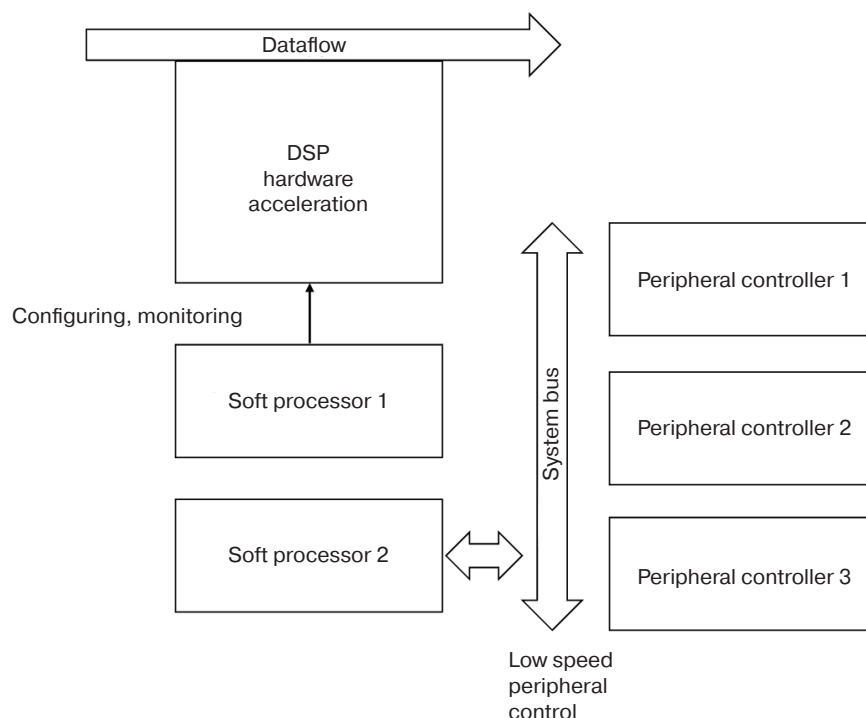 Dataflow
DSP
hardware
acceleration
Configuring, monitoring
Soft processor 1
Soft processor 2
System bus
Peripheral controller 1
Peripheral controller 2
Peripheral controller 3
Low speed
peripheral
control